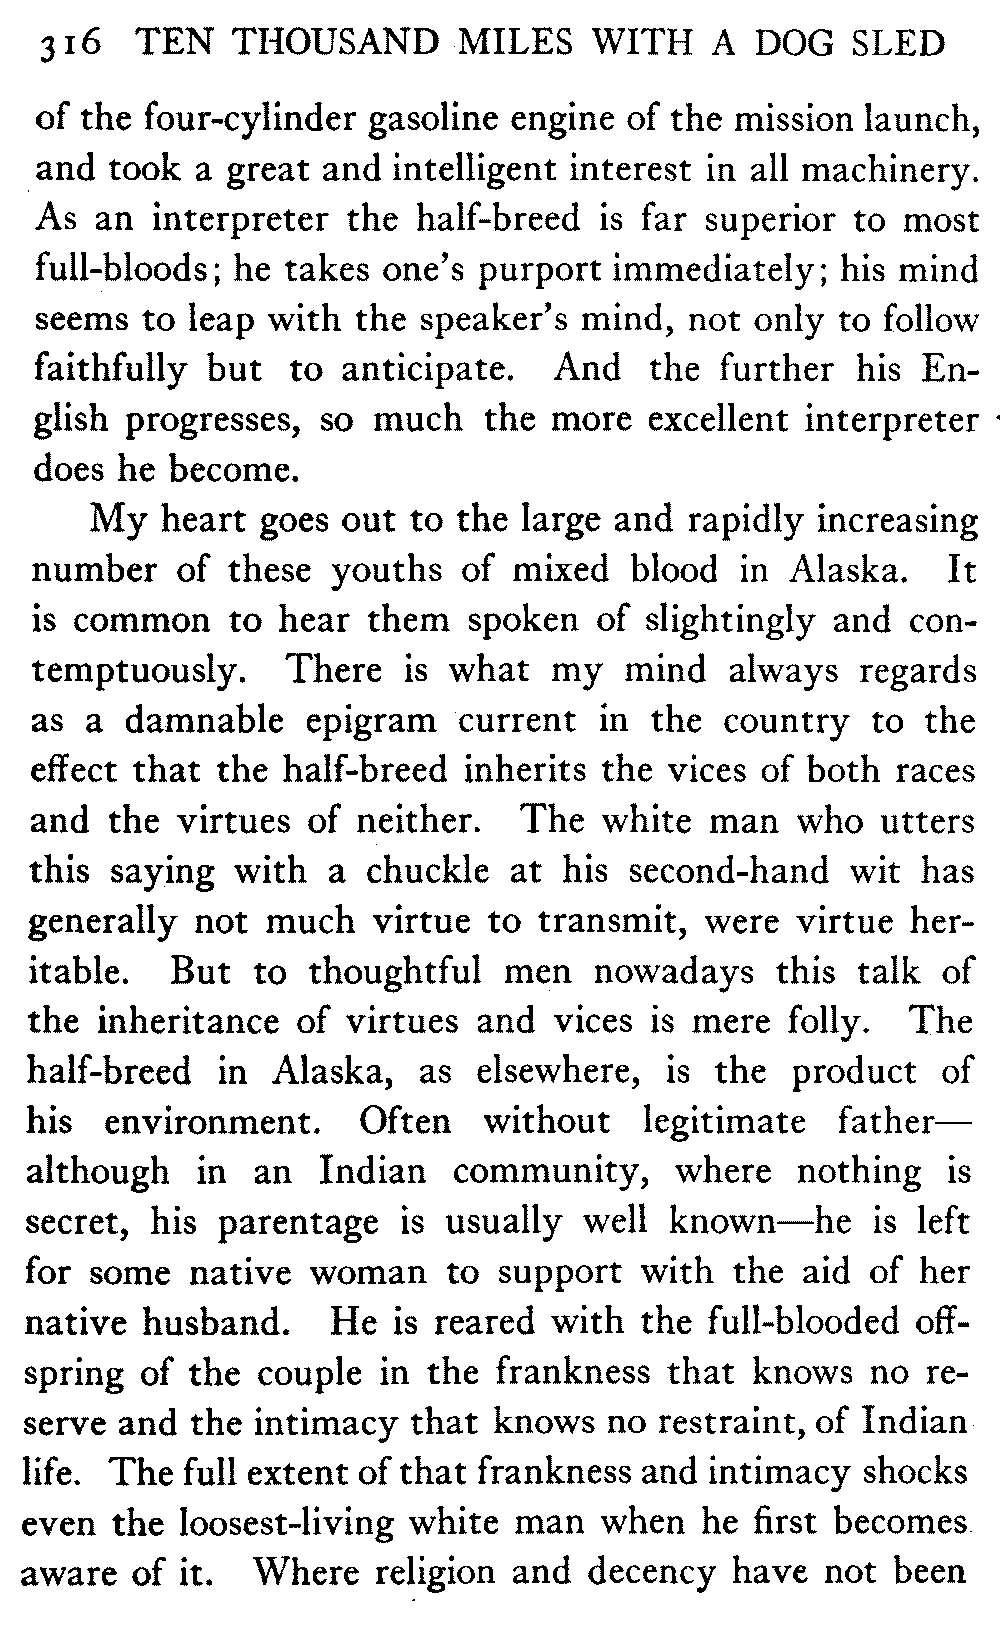 316 TEN THOUSAND MILES WITH A DOG SLED
of the four-cylinder gasoline engine of the mission launch,
and took a great and intelligent interest in all machinery.
As an interpreter the half-breed is far superior to most
full-bloods; he takes one's purport immediately; his mind
seems to leap with the speaker's mind, not only to follow
faithfully but to anticipate. And the further his En-
glish progresses, so much the more excellent interpreter
does he become.
My heart goes out to the large and rapidly increasing
number of these youths of mixed blood in Alaska. It
is common to hear them spoken of slightingly and con-
temptuously. There is what my mind always regards
as a damnable epigram current in the country to the
effect that the half-breed inherits the vices of both races
and the virtues of neither. The white man who utters
this saying with a chuckle at his second-hand wit has
generally not much virtue to transmit, were virtue her-
itable. But to thoughtful men nowadays this talk of
the inheritance of virtues and vices is mere folly. The
half-breed in Alaska, as elsewhere, is the product of
his environment. Often without legitimate father—
although in an Indian community, where nothing is
secret, his parentage is usually well known—he is left
for some native woman to support with the aid of her
native husband. He is reared with the full-blooded off-
spring of the couple in the frankness that knows no re-
serve and the intimacy that knows no restraint, of Indian
life. The full extent of that frankness and intimacy shocks
even the loosest-living white man when he first becomes
aware of it. Where religion and decency have not been